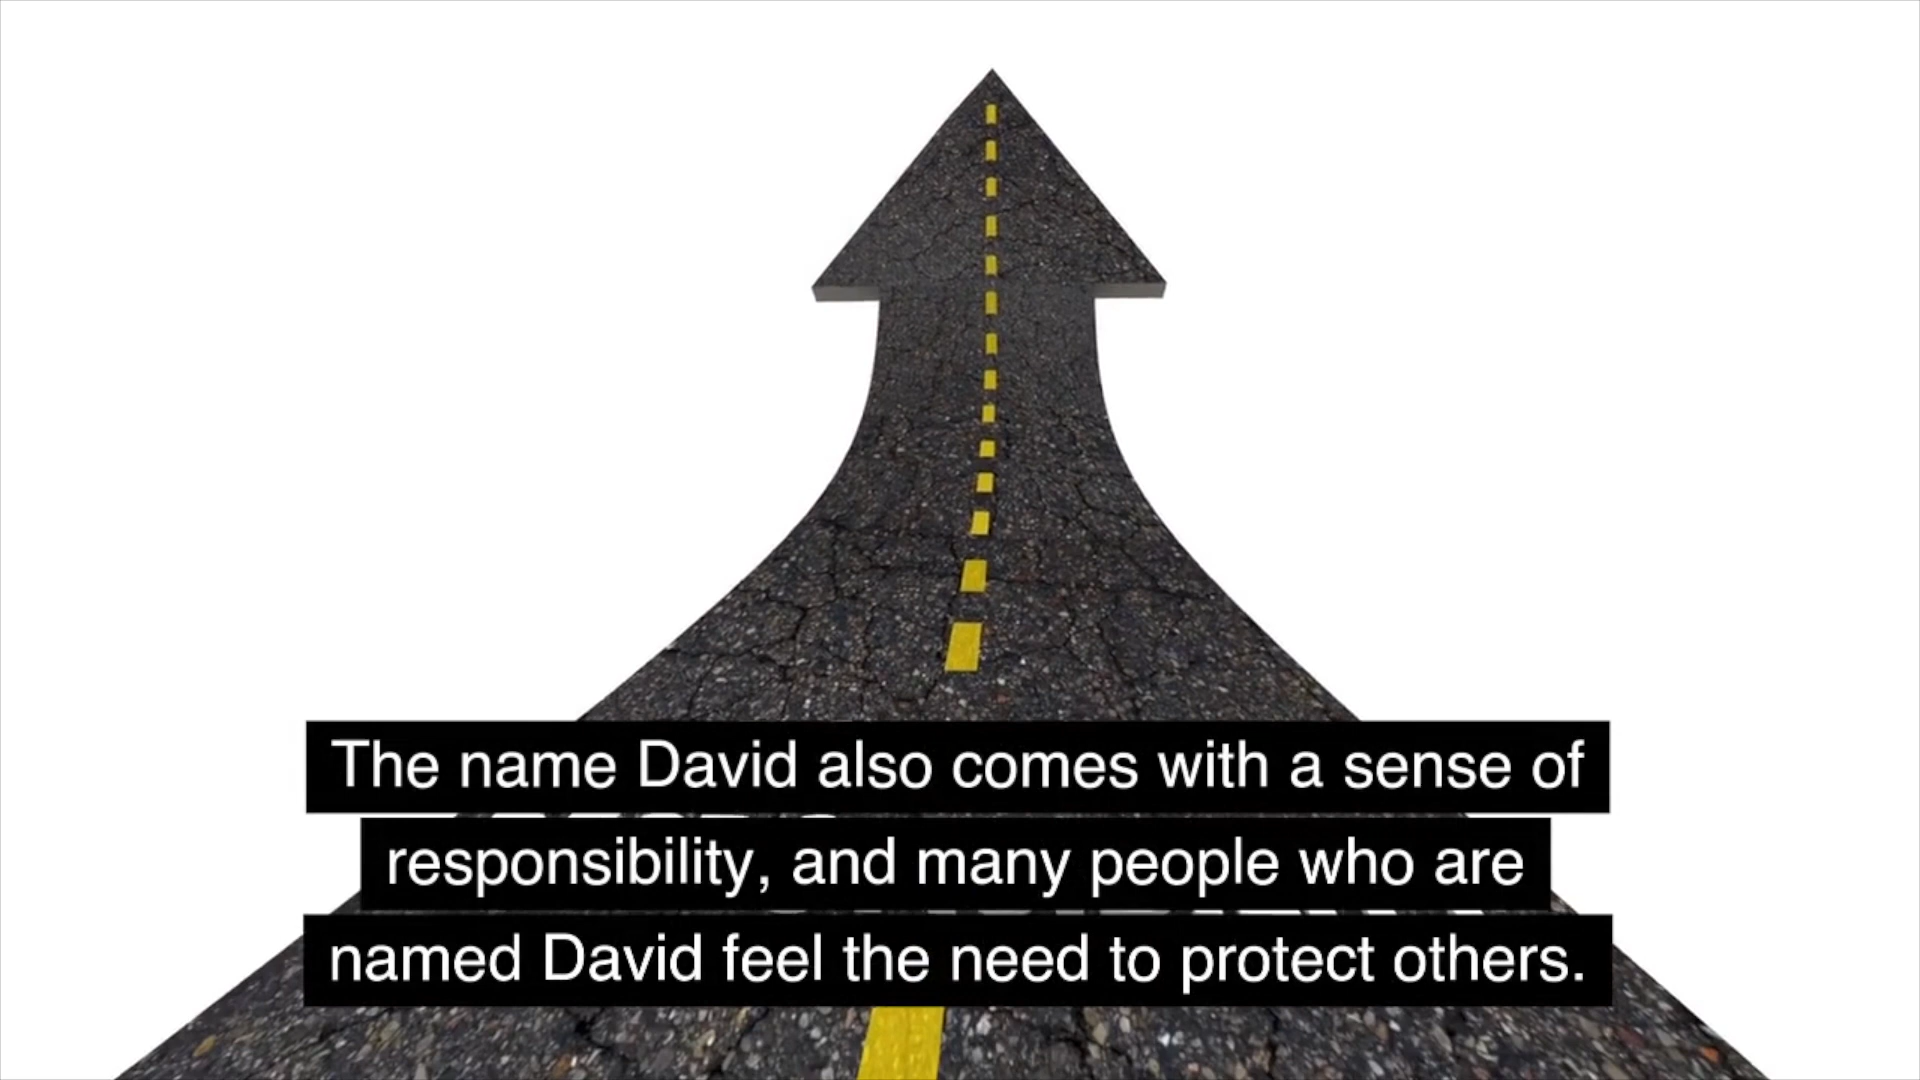 The name David also comes with a sense of
responsibility, and many people who are
named David feel the need to protect others.